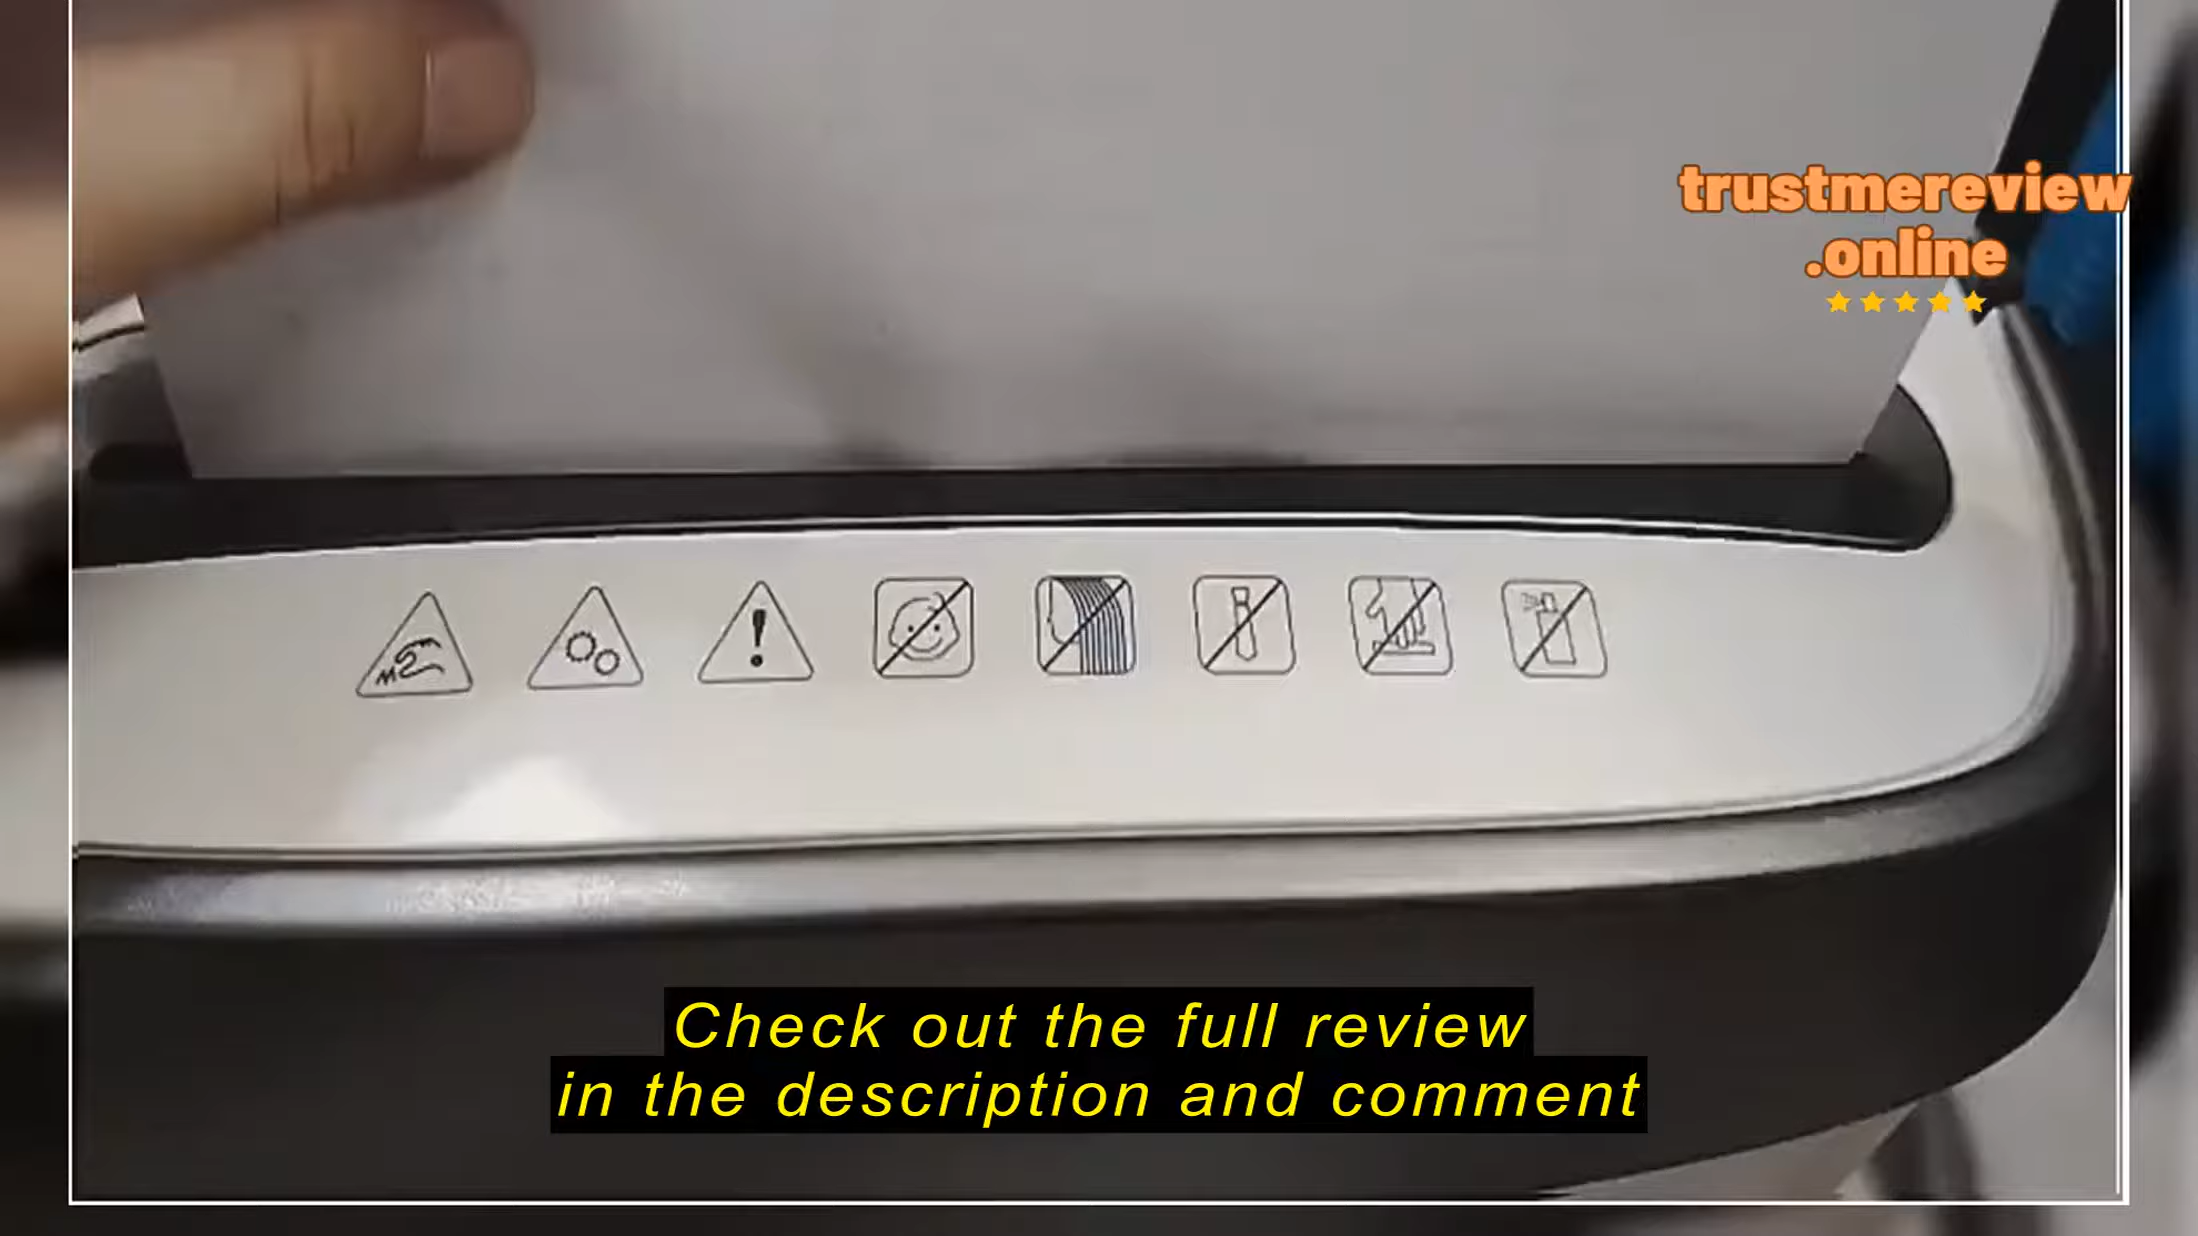 trustmereview
.online
Check out the full review
in the description and comment